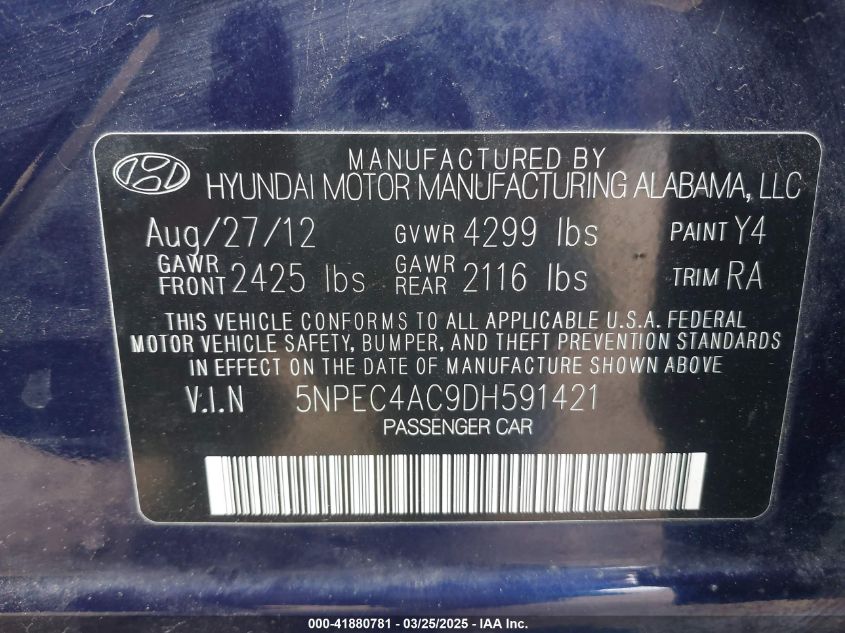 MANUFACTURED BY
HYUNDAI MOTOR MANUFACTURING ALABAMA, LLC
Aug/27/12 GVWR 4299 lbs PAINT Y4
GAWR FRONT 2425 lbs GAWR REAR 2116 lbs TRIM RA
THIS VEHICLE CONFORMS TO ALL APPLICABLE U.S.A. FEDERAL
MOTOR VEHICLE SAFETY, BUMPER, AND THEFT PREVENTION STANDARDS
IN EFFECT ON THE DATE OF MANUFACTURE SHOWN ABOVE
V.I.N 5NPEC4AC9DH591421
PASSENGER CAR
000-41880781 - 03/25/2025 - IAA, Inc.